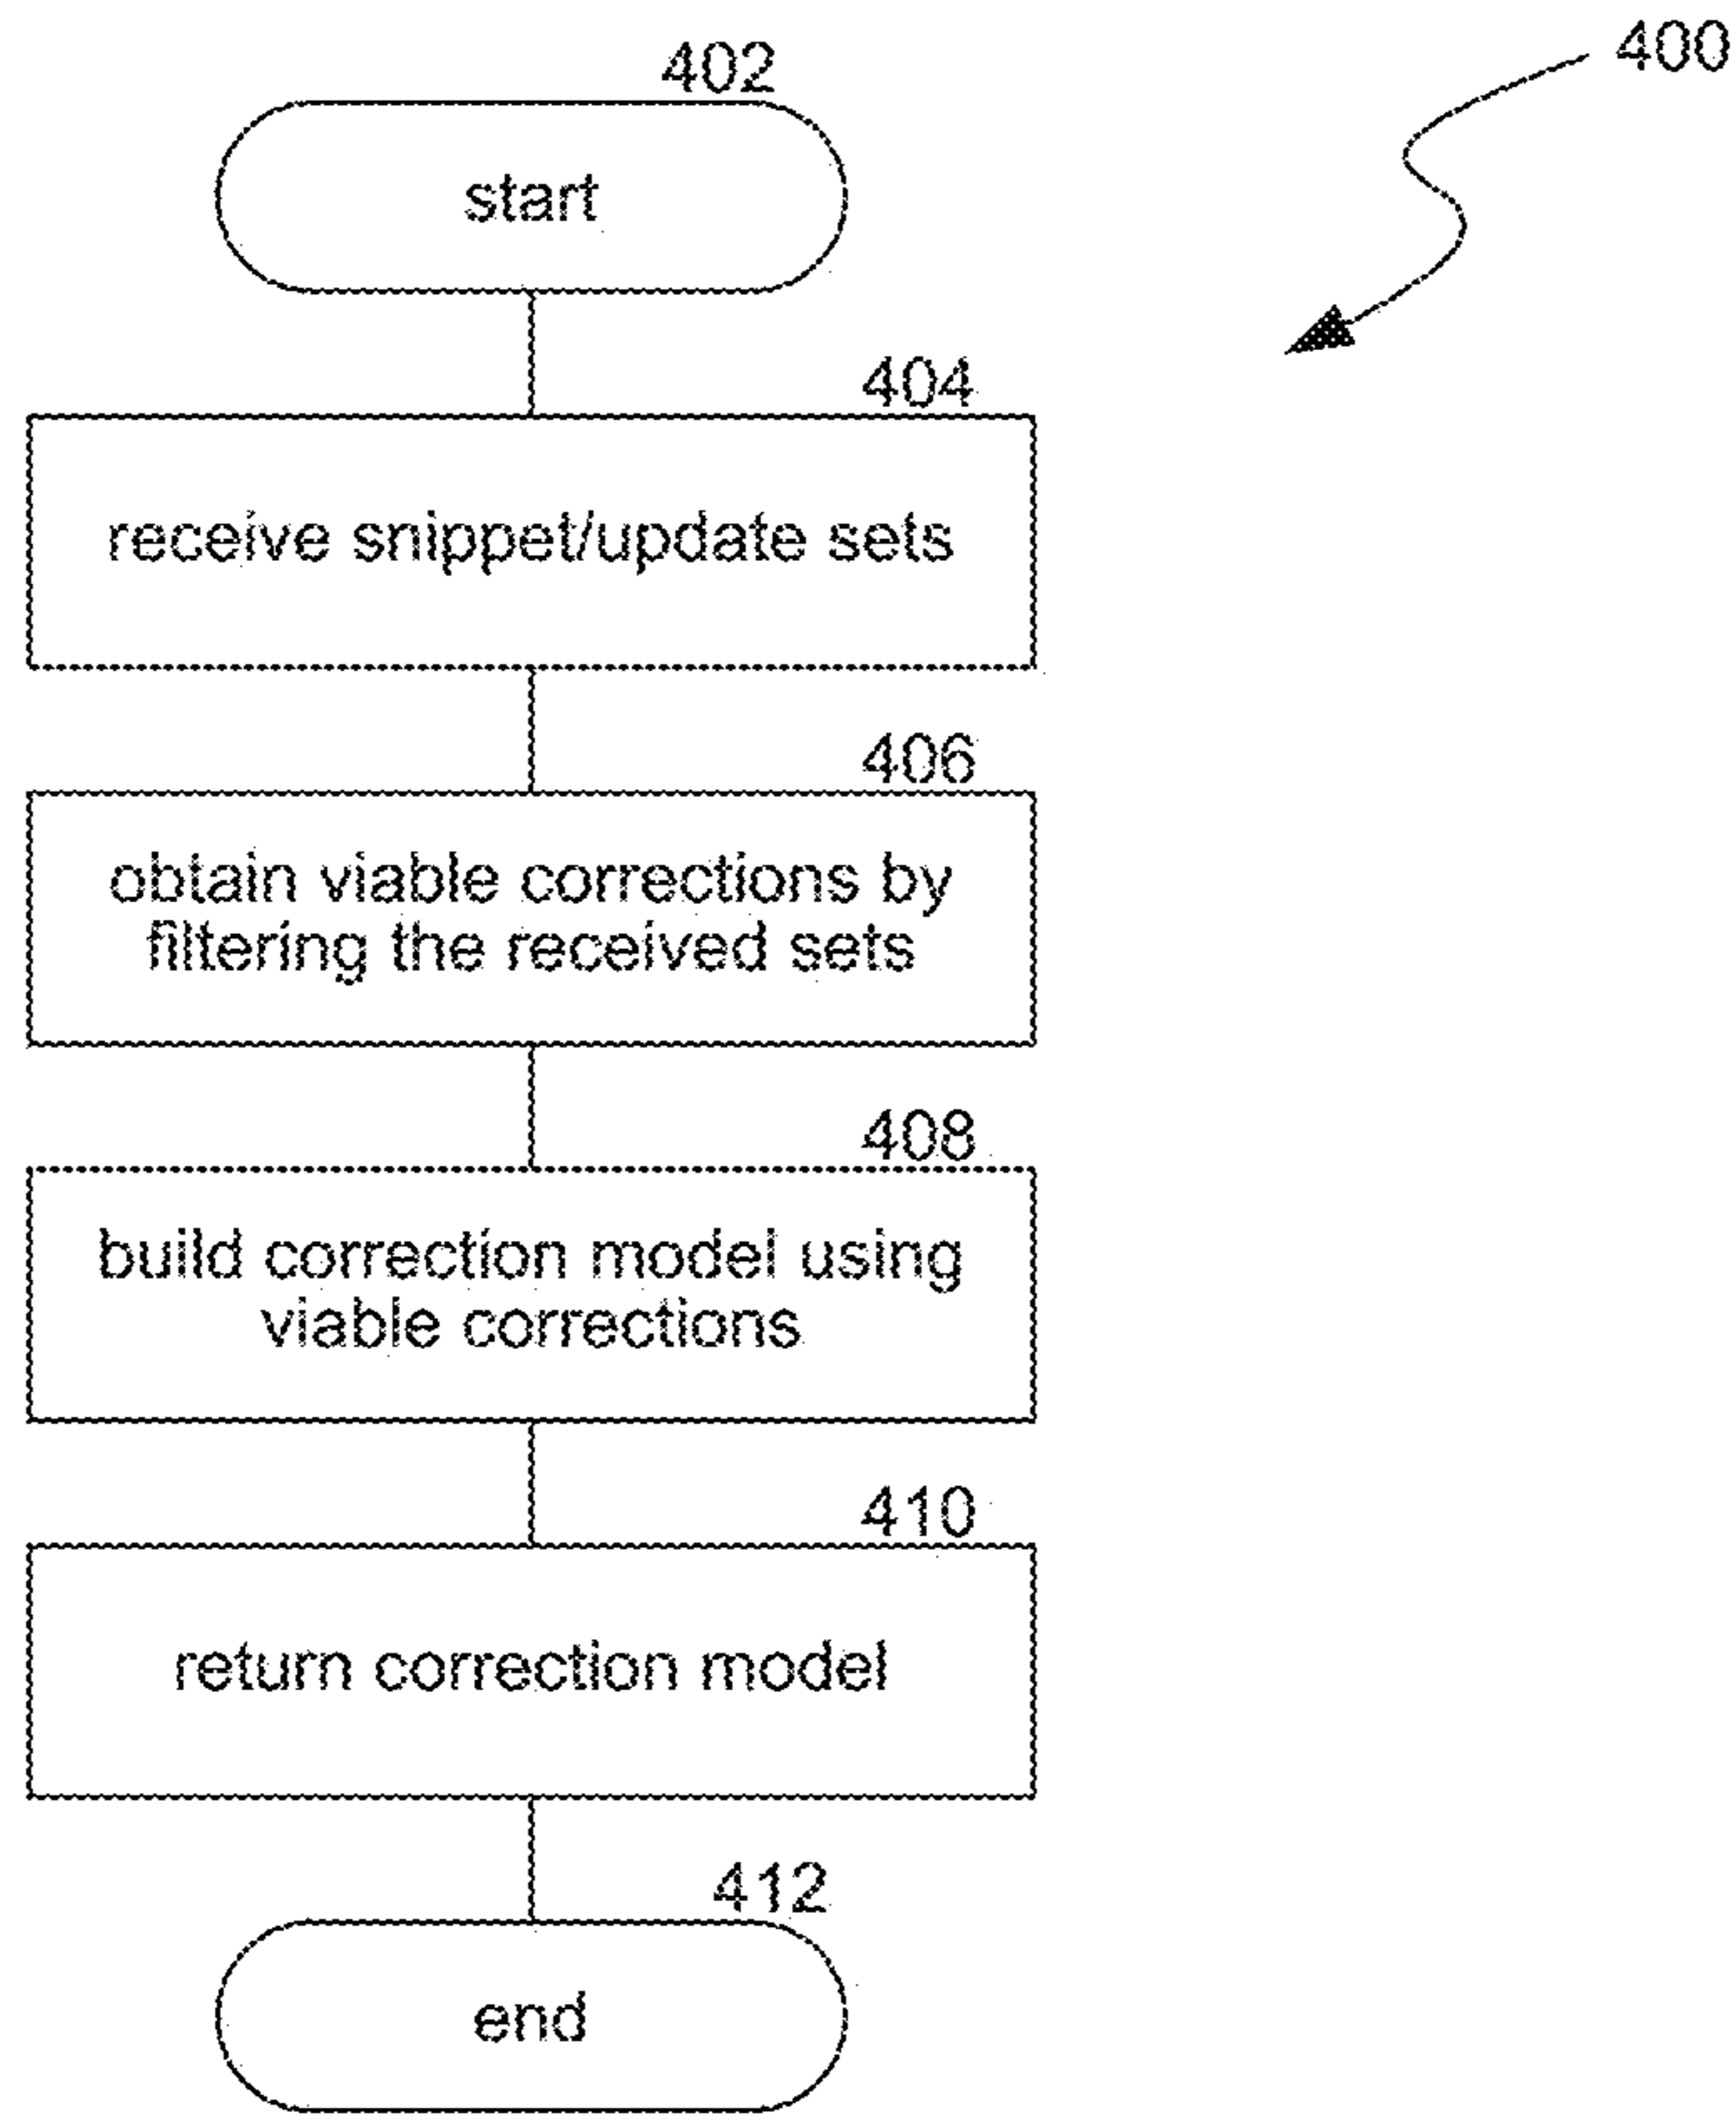 400
402
start
404
receive snippet/update sets
406
obtain viable corrections by
filtering the received sets
408
build correction model using
viable corrections
410
return correction model
412
end